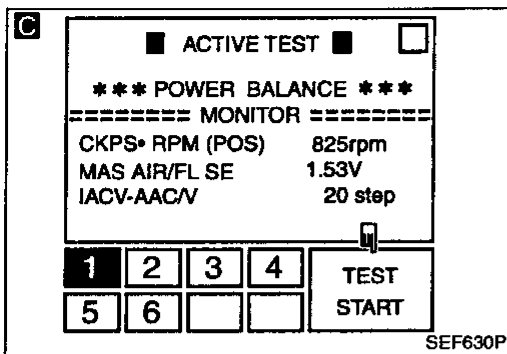 C
■ ACTIVE TEST ■
*** POWER BALANCE ***
======== MONITOR ========
CKPS• RPM (POS) 825rpm
MAS AIR/FL SE 1.53V
IACV-AAC/V 20 step
1 2 3 4 TEST
5 6 START
SEF630P